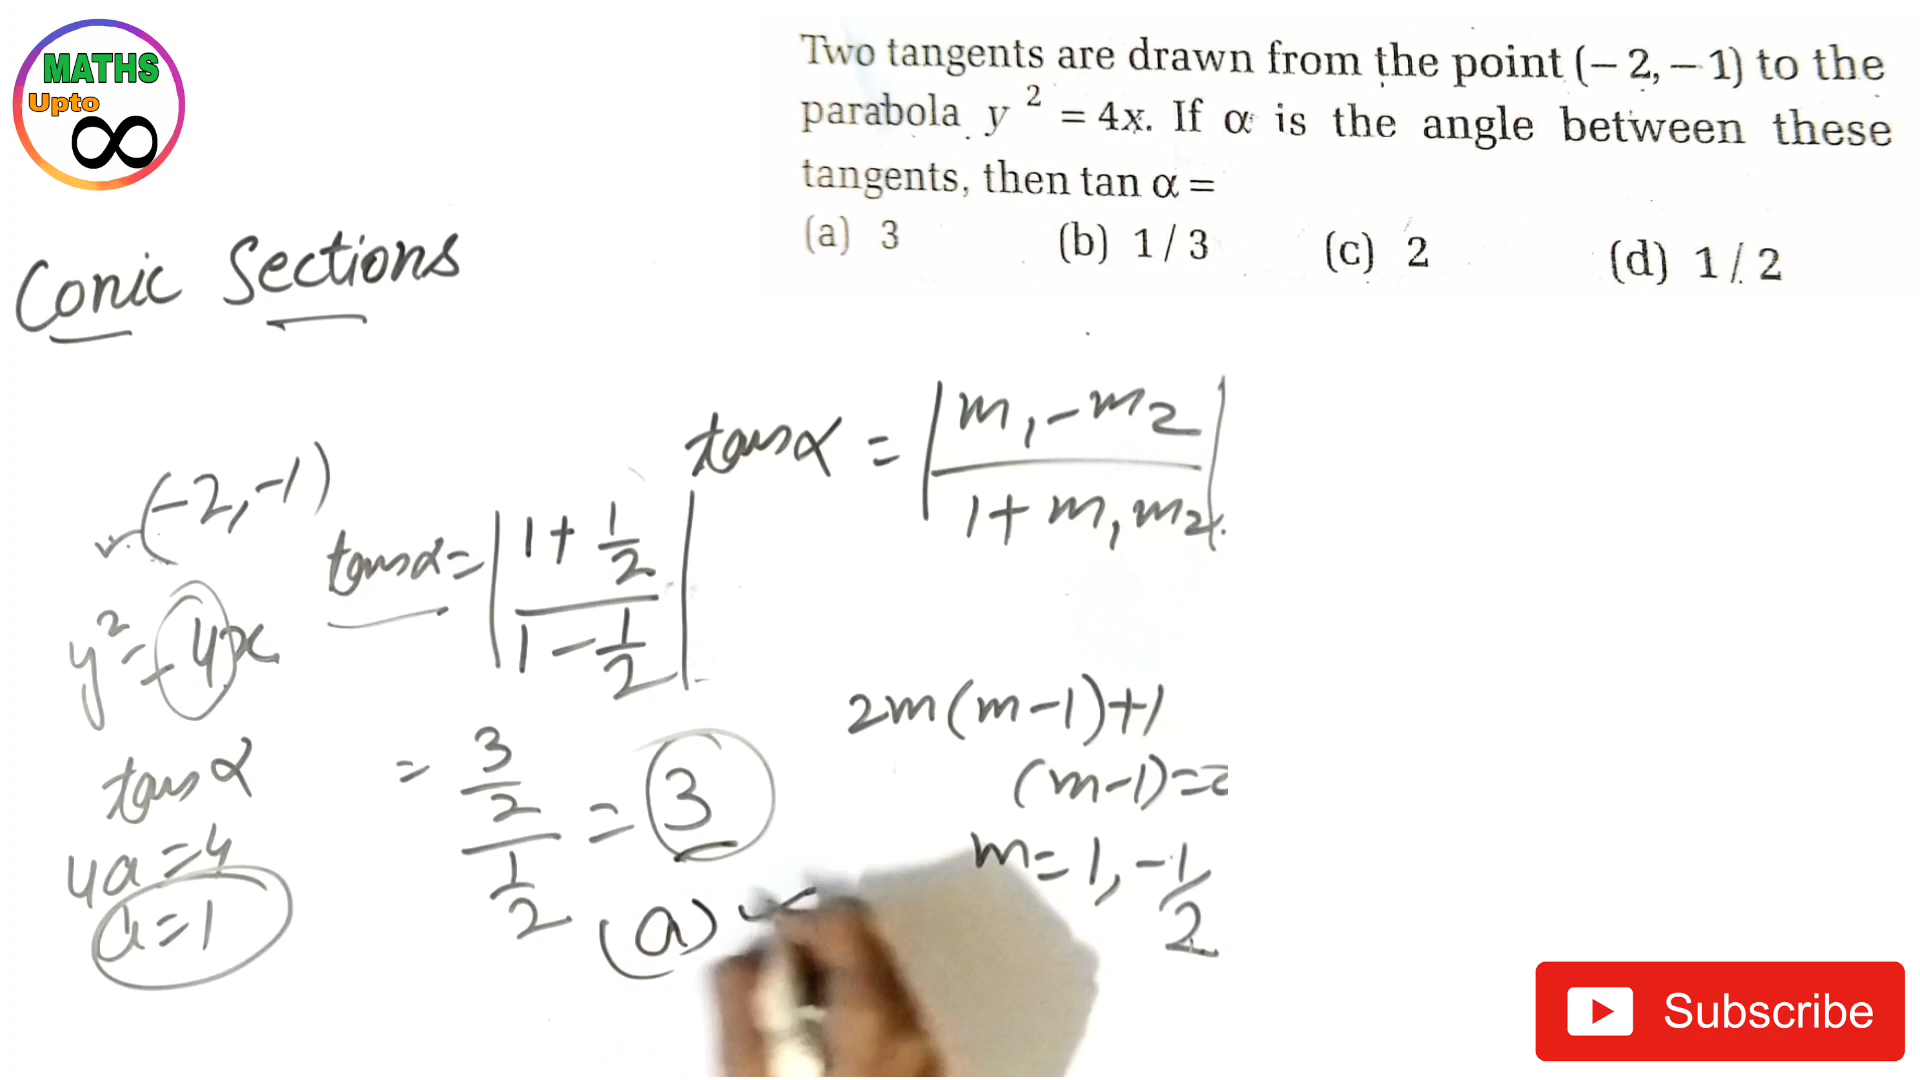 MATHS
Upto
∞
Two tangents are drawn from the point (– 2, – 1) to the
parabola y² = 4x. If α is the angle between these
tangents, then tan α =
(a) 3 (b) 1 / 3 (c) 2 (d) 1 / 2
Conic Sections
tanα = |m₁-m₂ / 1+m₁m₂|
(-2,-1)
tanα = |1+1/2 / 1-1/2|
y² = 4x
2m(m-1)+1
(m-1)=0
tanα
= 3/2 / 1/2 = 3
4a=4
m=1, -1/2
a=1
(a)
Subscribe